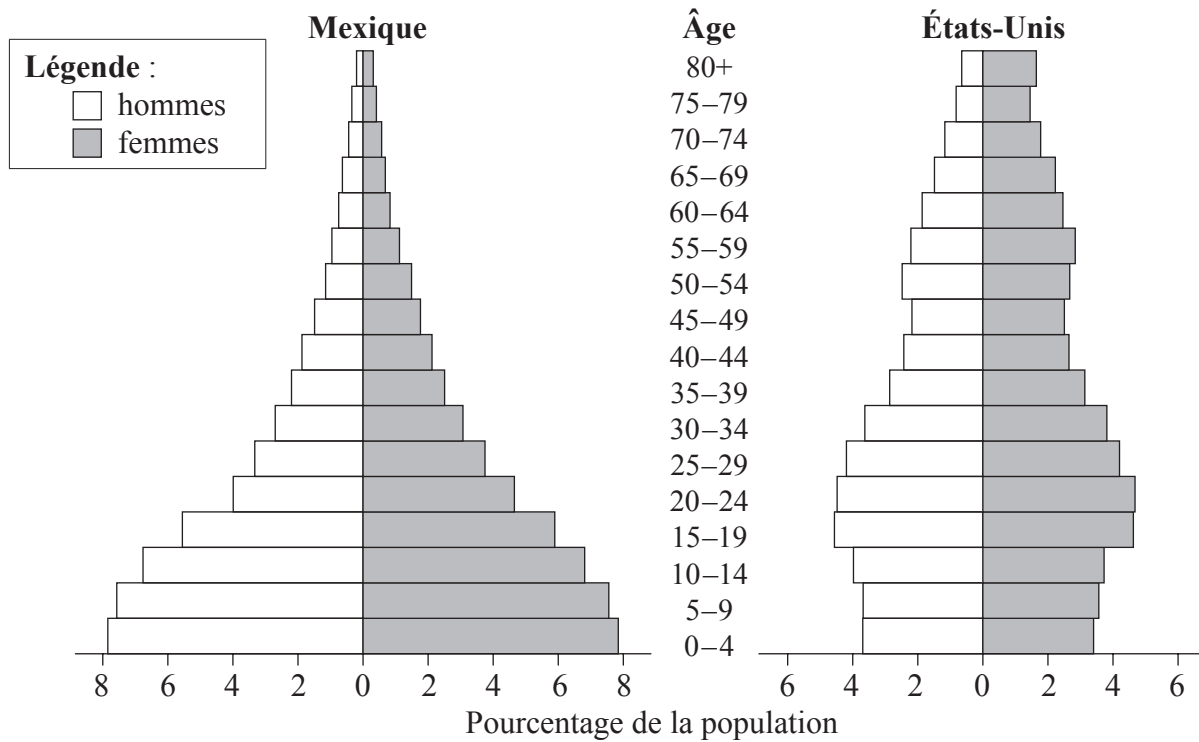 Mexique
Âge
États-Unis
Légende :
hommes
femmes
80+
75–79
70–74
65–69
60–64
55–59
50–54
45–49
40–44
35–39
30–34
25–29
20–24
15–19
10–14
5–9
0–4
8 6 4 2 0 2 4 6 8
6 4 2 0 2 4 6
Pourcentage de la population